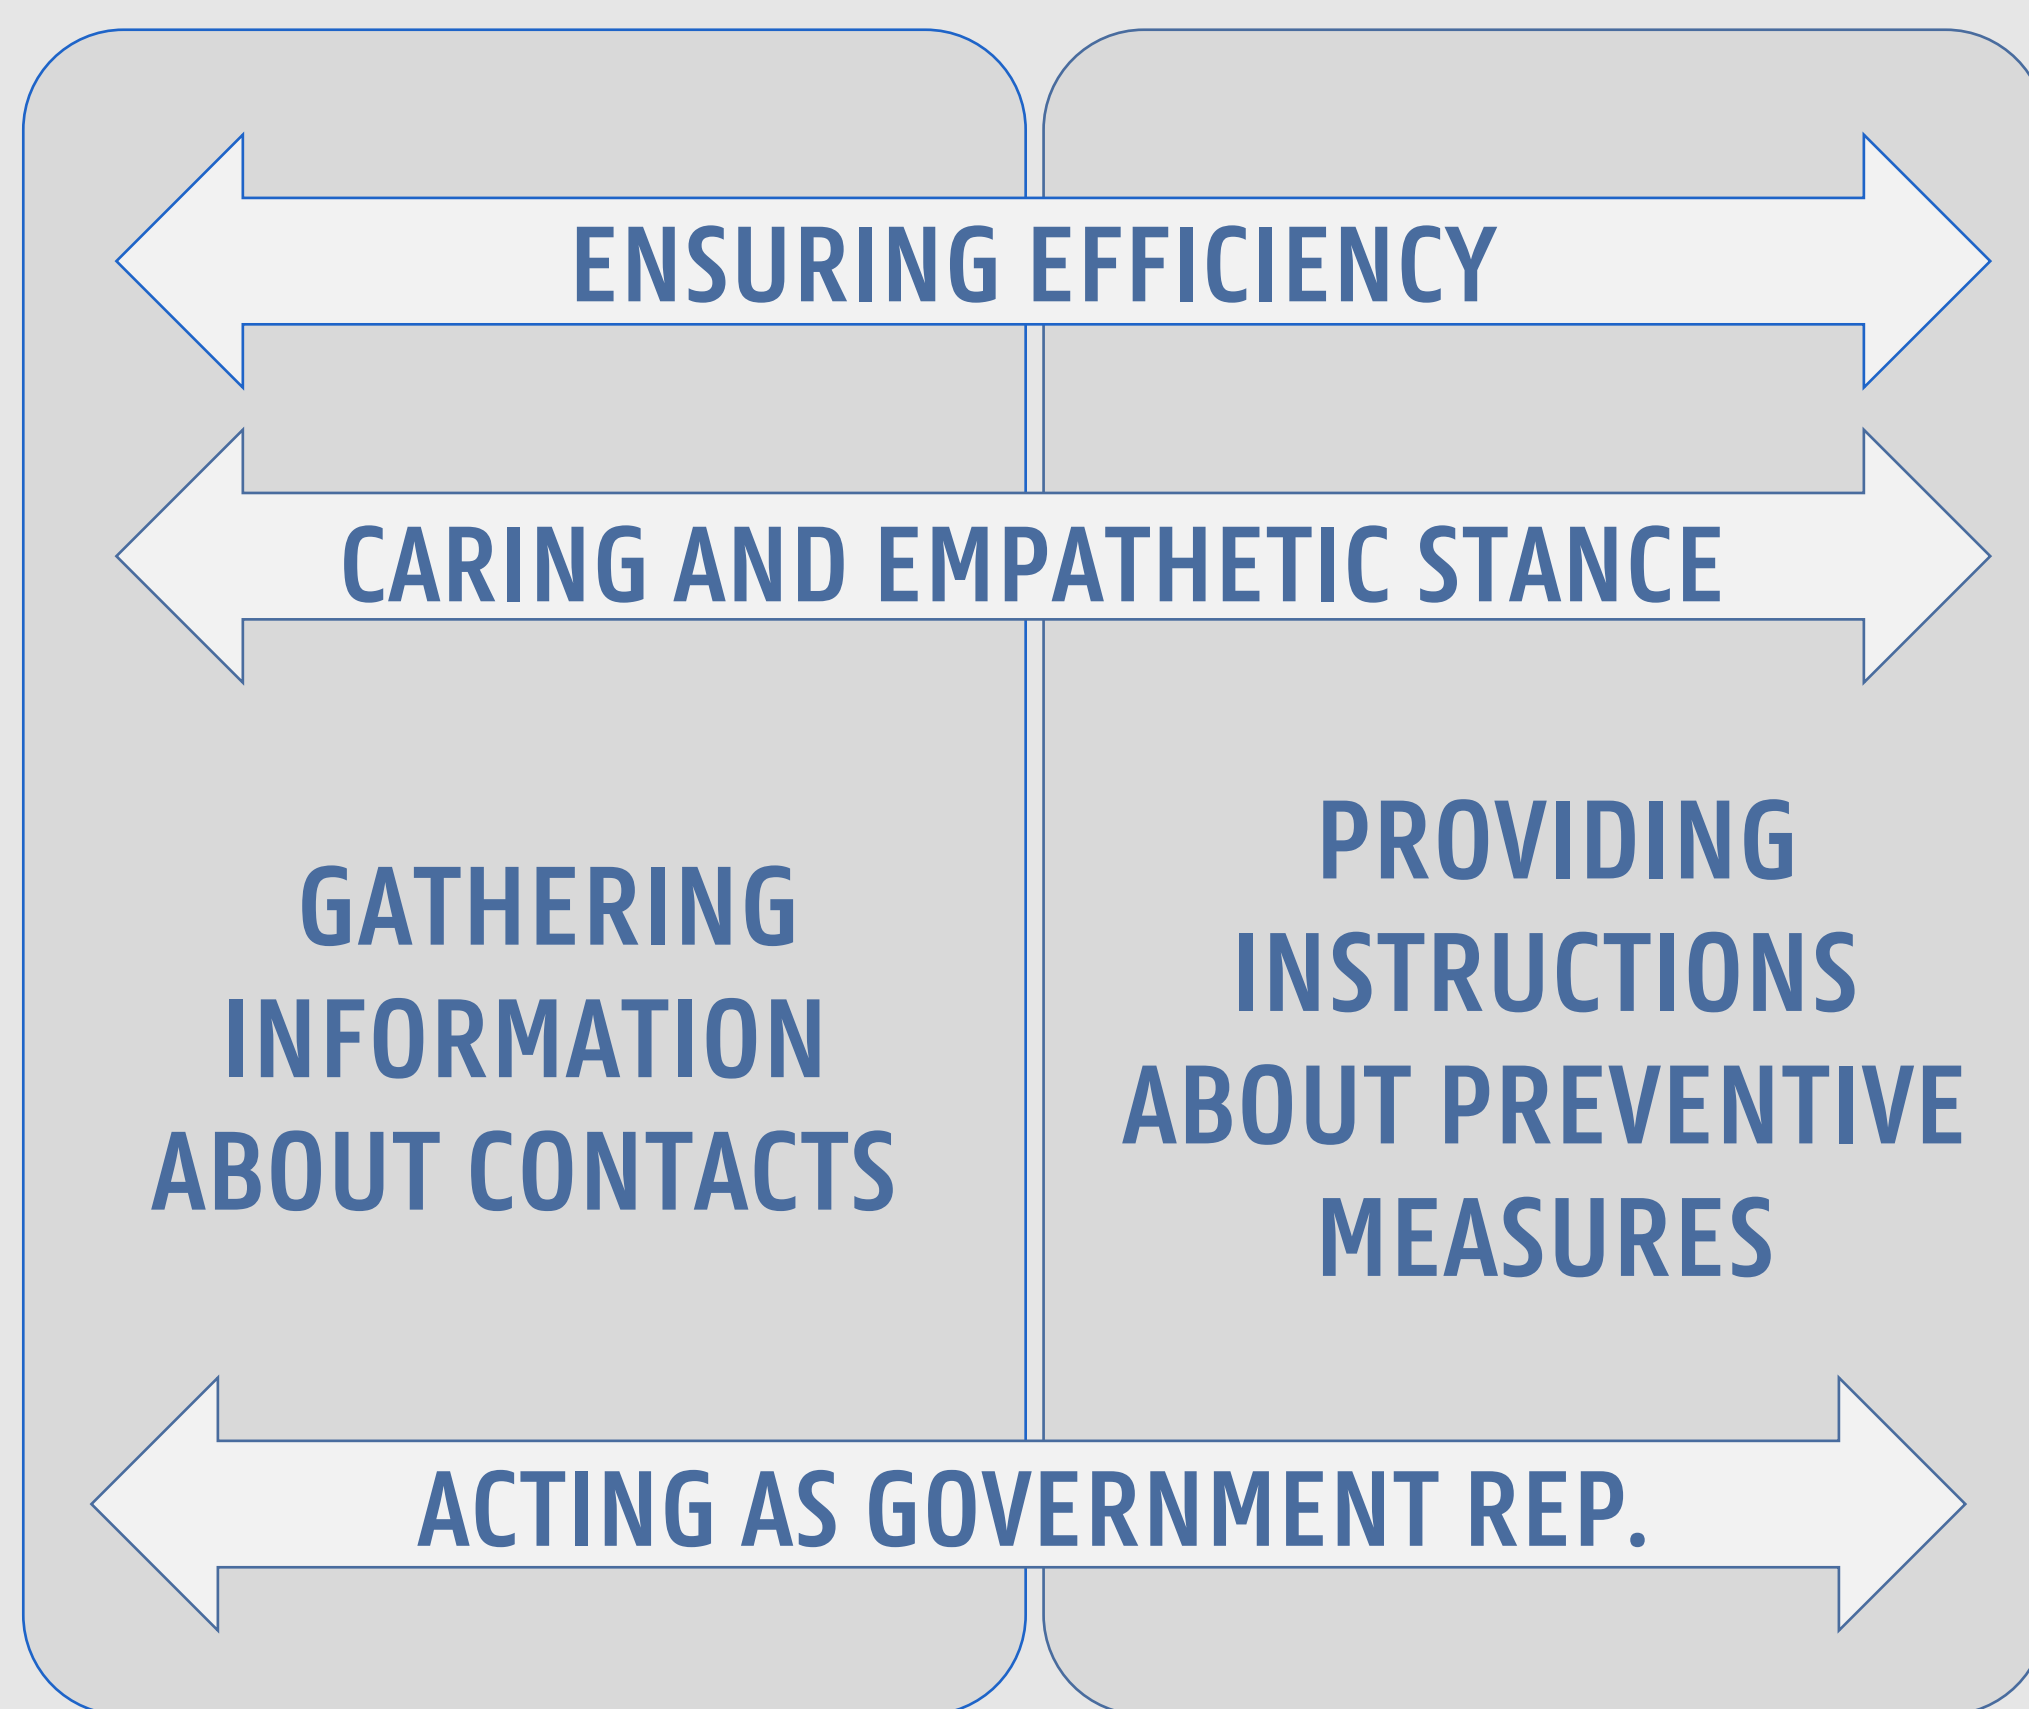 ENSURING EFFICIENCY
CARING AND EMPATHETIC STANCE
GATHERING
INFORMATION
ABOUT CONTACTS
PROVIDING
INSTRUCTIONS
ABOUT PREVENTIVE
MEASURES
ACTING AS GOVERNMENT REP.